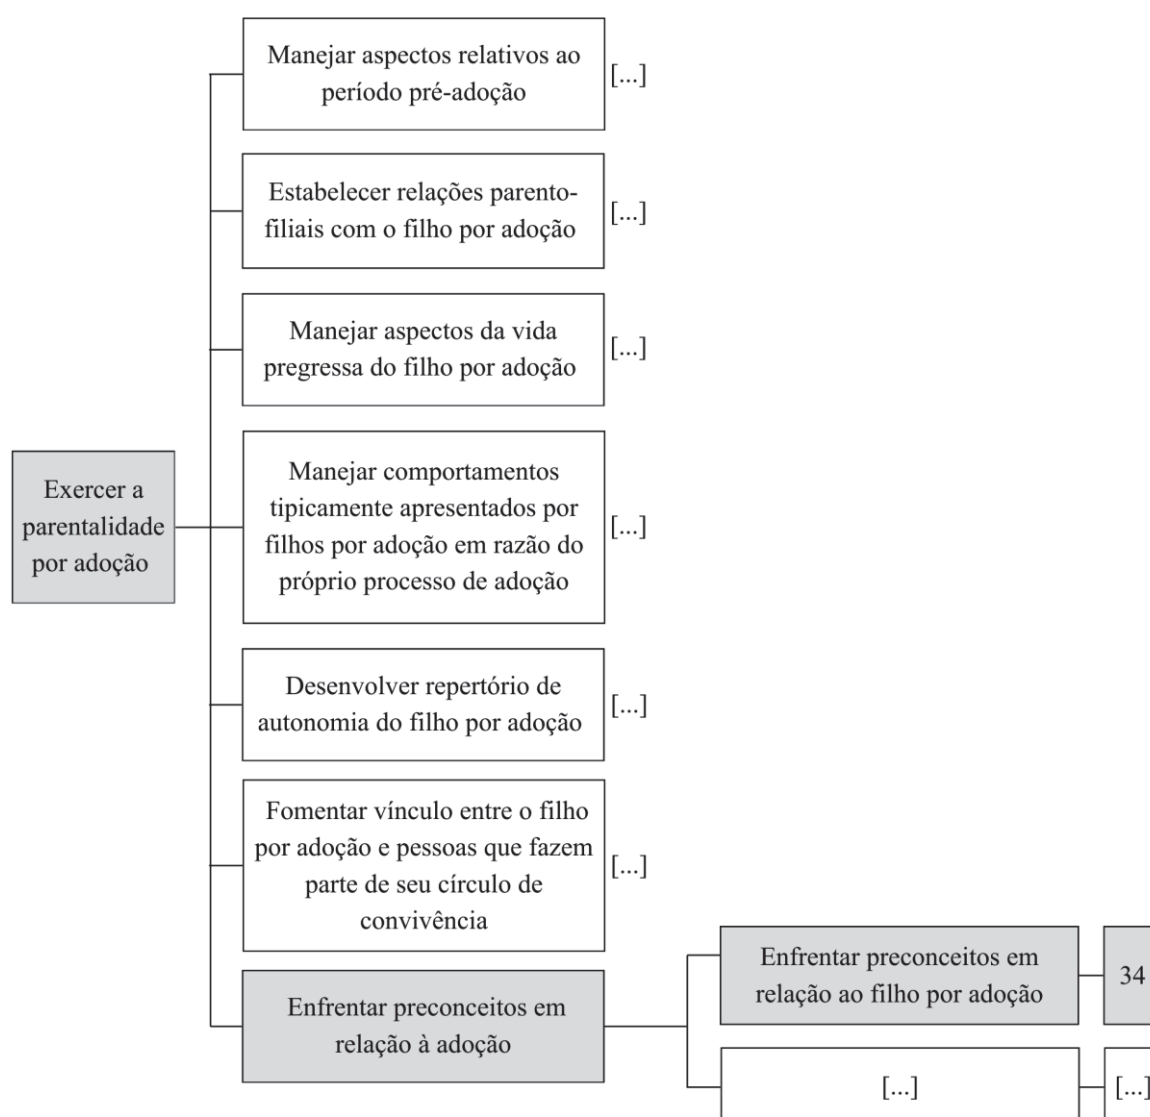 Manejar aspectos relativos ao
período pré-adoção
[...]
Estabelecer relações parento-
filiais com o filho por adoção
[...]
Manejar aspectos da vida
pregressa do filho por adoção
[...]
Exercer a
parentalidade
por adoção
Manejar comportamentos
tipicamente apresentados por
filhos por adoção em razão do
próprio processo de adoção
[...]
Desenvolver repertório de
autonomia do filho por adoção
[...]
Fomentar vínculo entre o filho
por adoção e pessoas que fazem
parte de seu círculo de
convivência
[...]
Enfrentar preconceitos em
relação à adoção
Enfrentar preconceitos em
relação ao filho por adoção
34
[...]
[...]